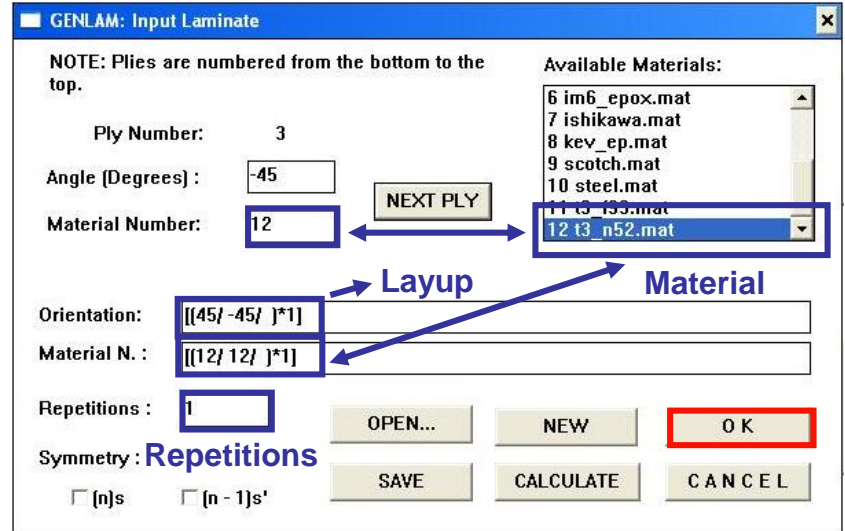 GENLAM: Input Laminate
NOTE: Plies are numbered from the bottom to the
top.
Available Materials:
6 im6_epox.mat
7 ishikawa.mat
8 kev_ep.mat
9 scotch.mat
10 steel.mat
11 t3_f93.mat
12 t3_n52.mat
Ply Number: 3
Angle (Degrees) : -45
NEXT PLY
Material Number: 12
Layup
Material
Orientation: [(45/ -45/ )*1]
Material N. : [(12/ 12/ )*1]
Repetitions : 1
OPEN...
NEW
O K
Repetitions
Symmetry :
SAVE
CALCULATE
C A N C E L
(n)s
(n - 1)s'